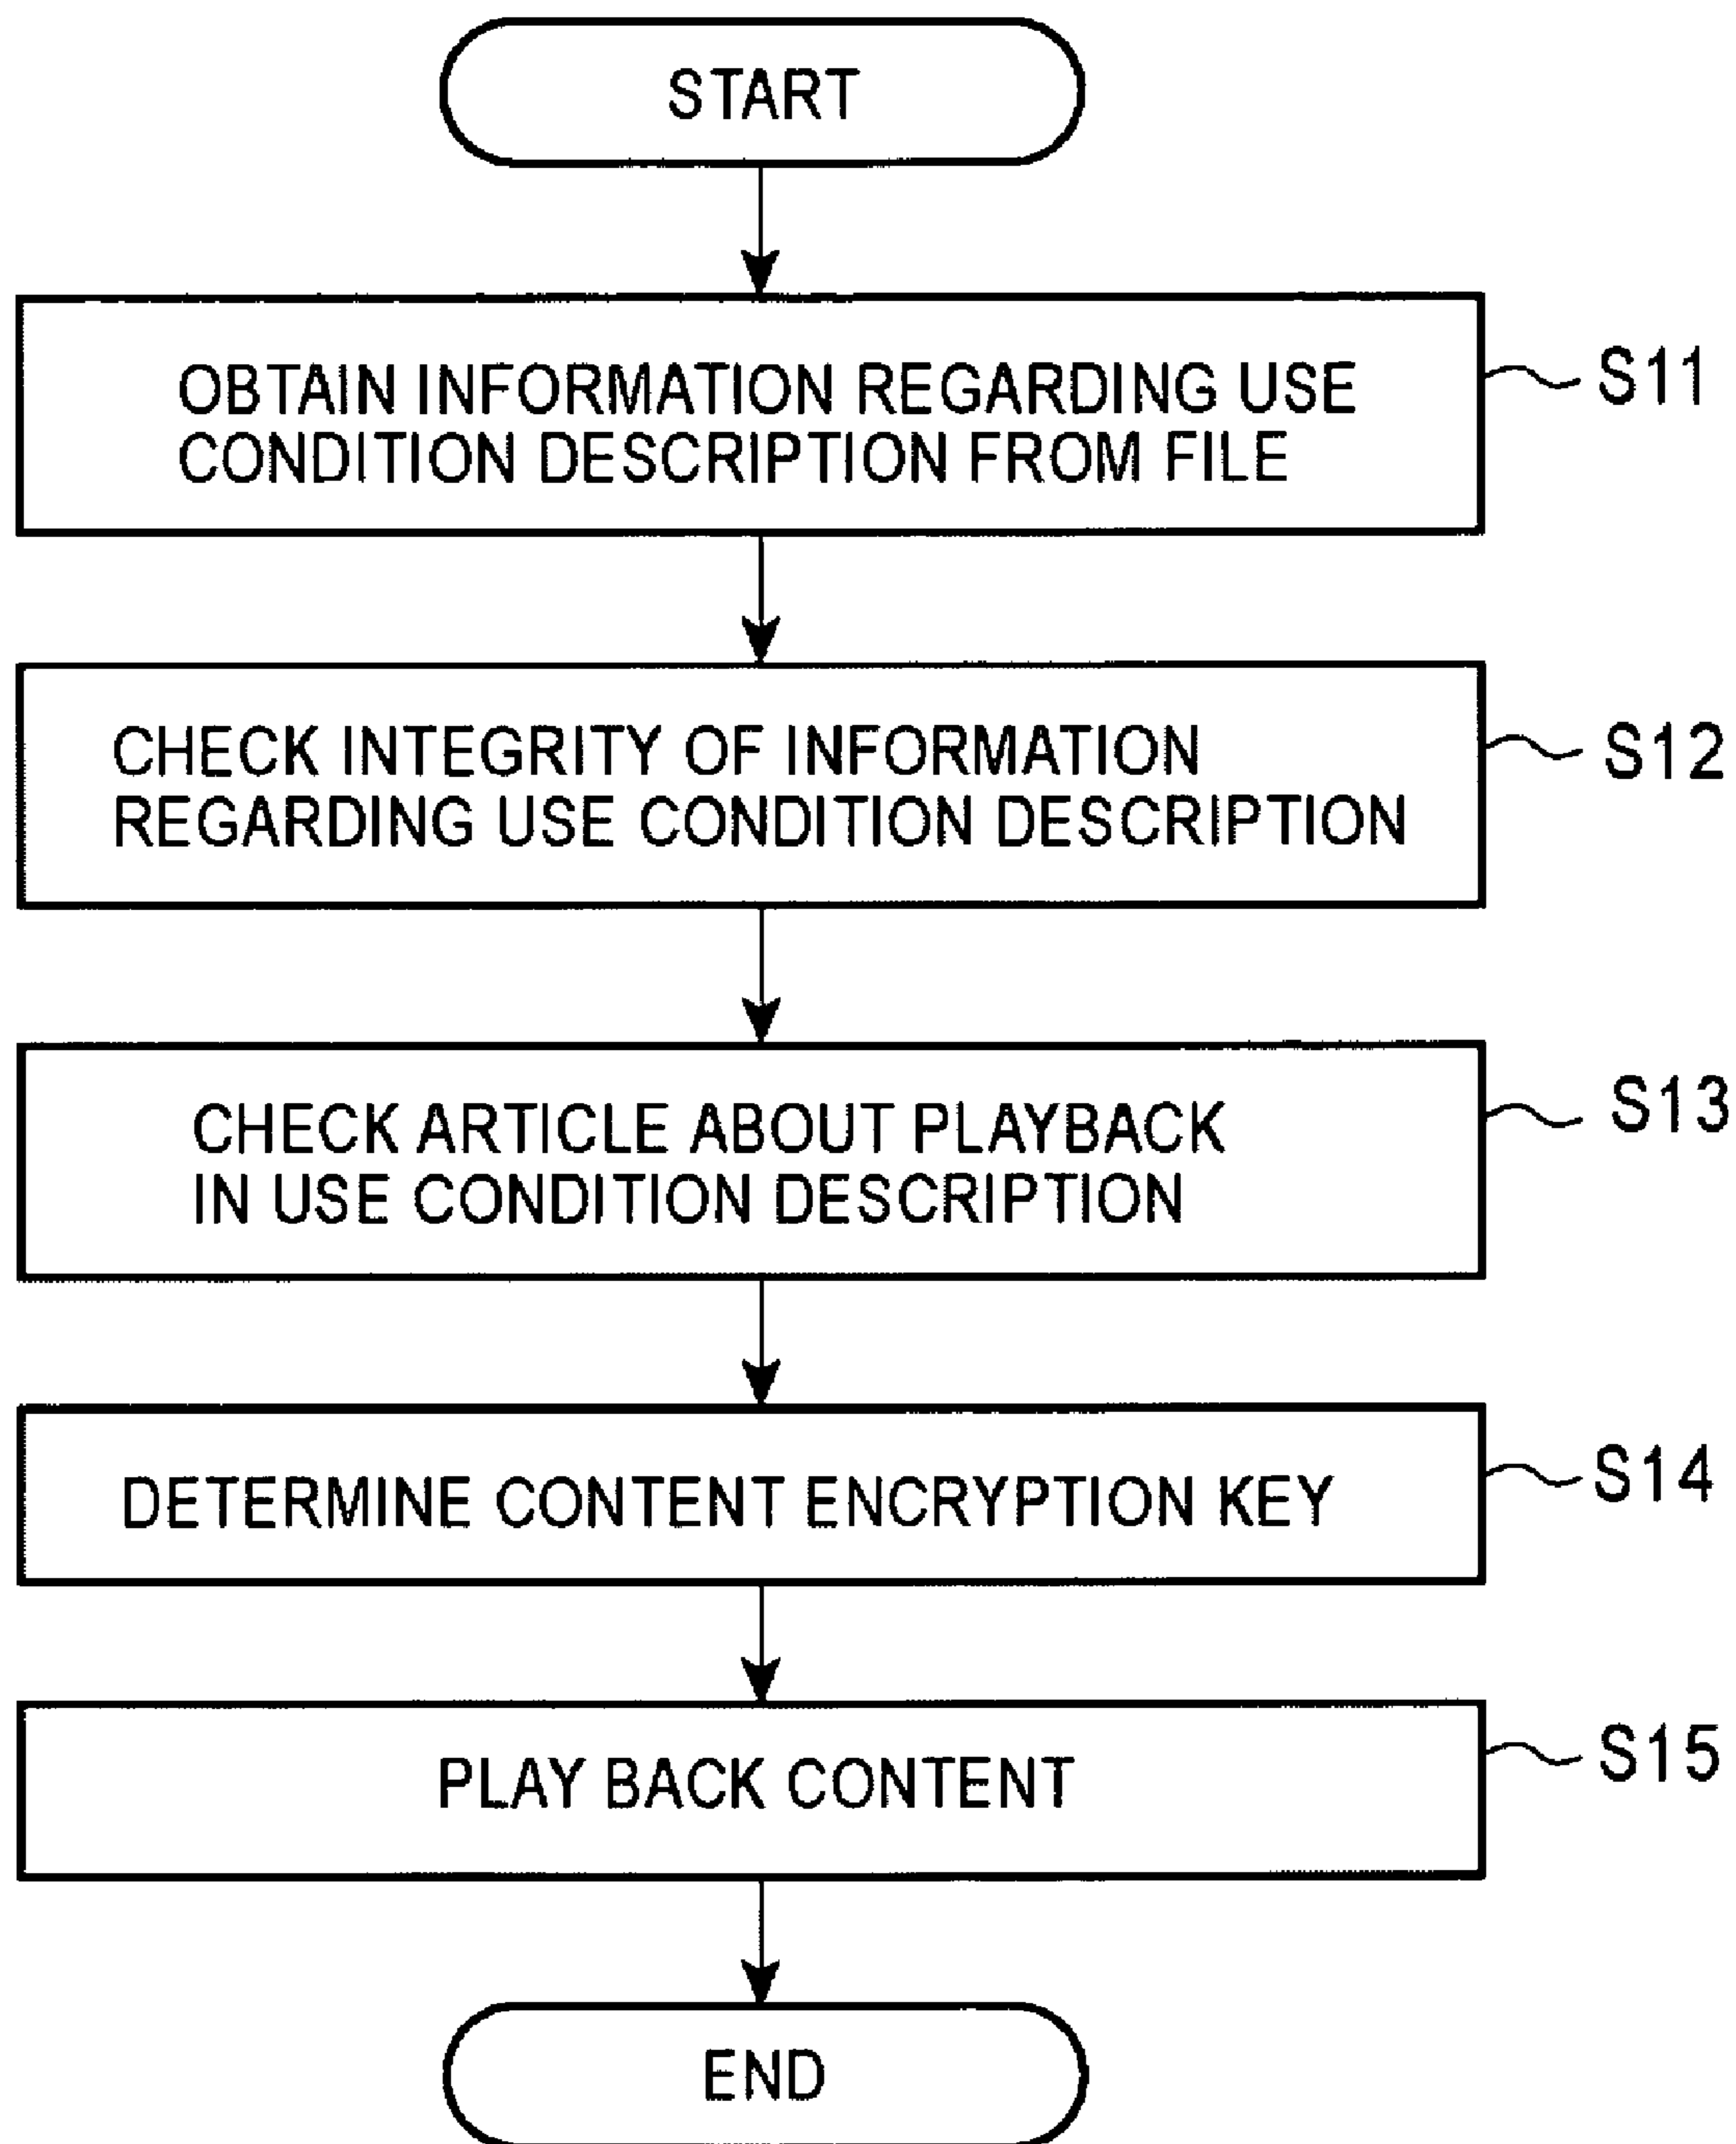 START
OBTAIN INFORMATION REGARDING USE
CONDITION DESCRIPTION FROM FILE
S11
CHECK INTEGRITY OF INFORMATION
REGARDING USE CONDITION DESCRIPTION
S12
CHECK ARTICLE ABOUT PLAYBACK
IN USE CONDITION DESCRIPTION
S13
DETERMINE CONTENT ENCRYPTION KEY
S14
PLAY BACK CONTENT
S15
END